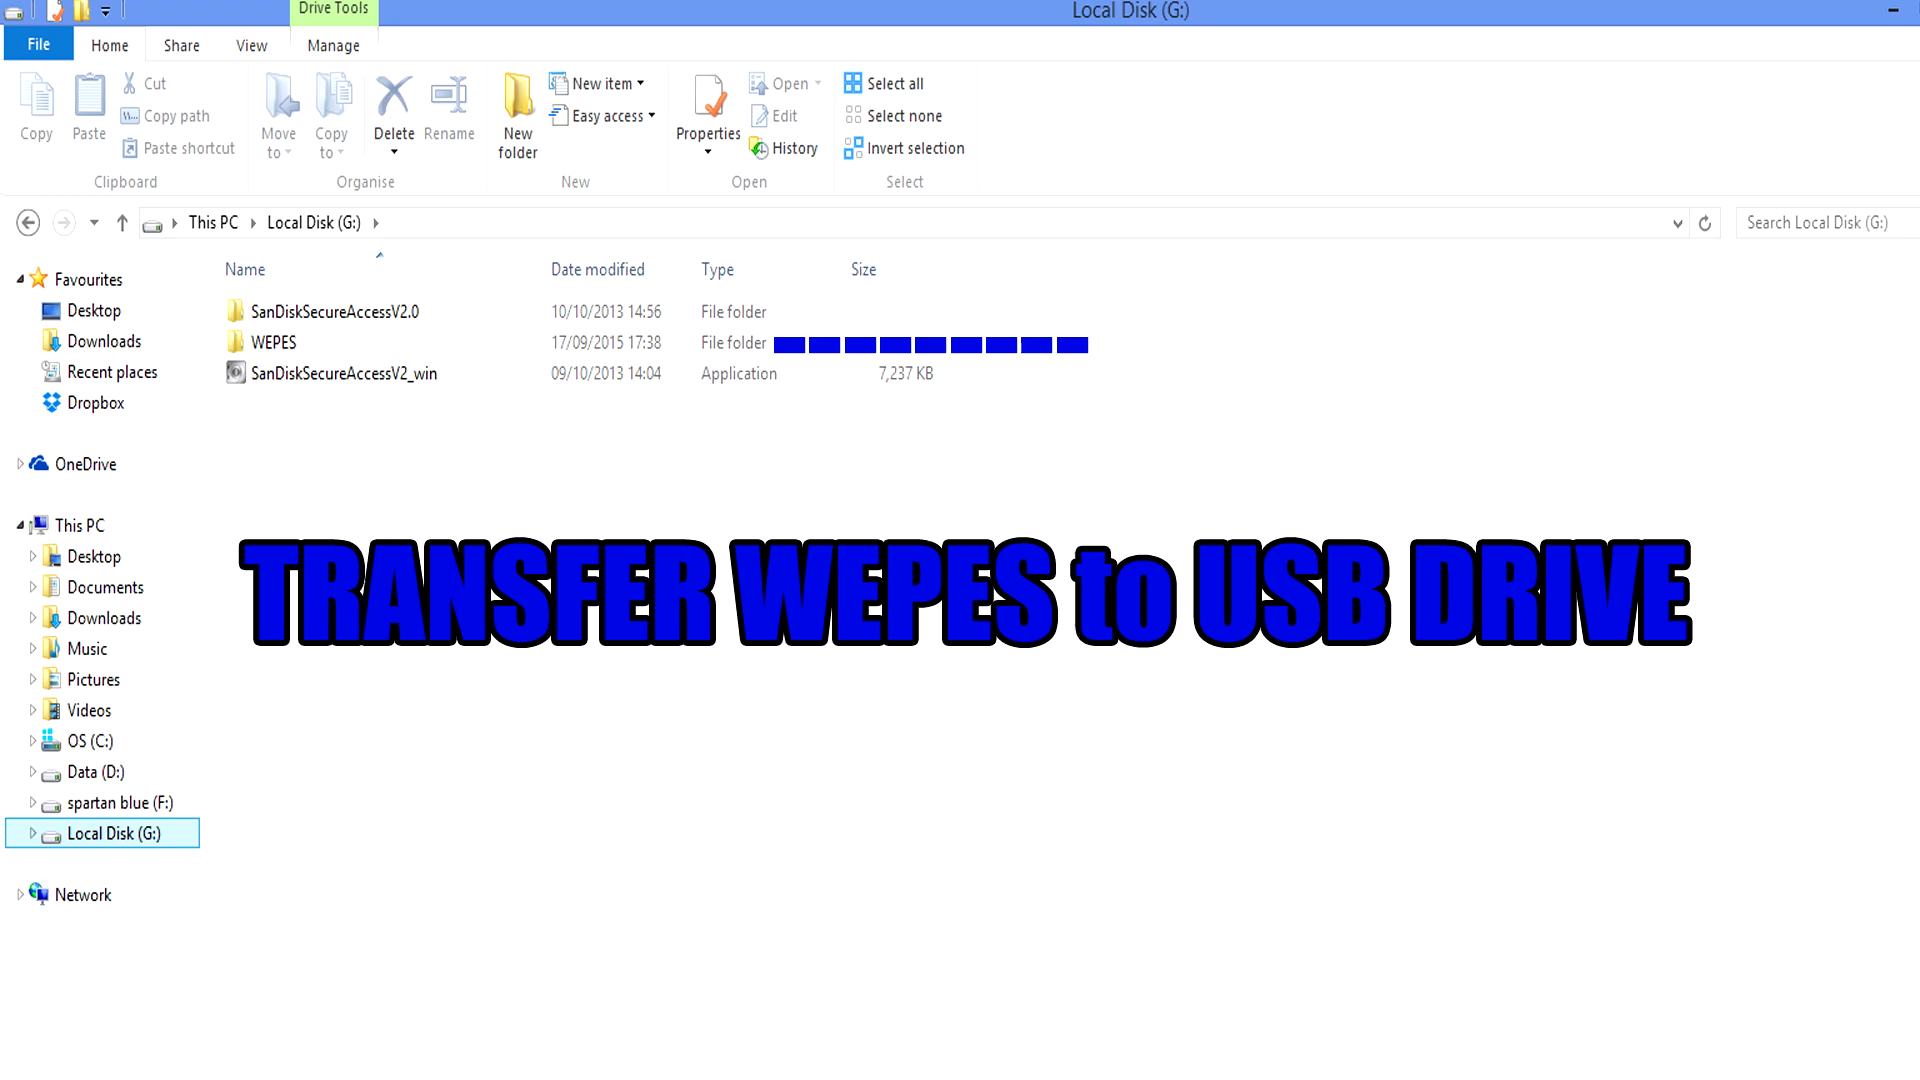 Drive Tools
Local Disk (G:)
File Home Share View Manage
Copy
Paste
Cut
Copy path
Paste shortcut
Clipboard
Move to
Copy to
Delete
Rename
Organise
New folder
New item
Easy access
New
Properties
Open
Edit
History
Open
Select all
Select none
Invert selection
Select
This PC Local Disk (G:)
Search Local Disk (G:)
Name Date modified Type Size
SanDiskSecureAccessV2.0 10/10/2013 14:56 File folder
WEPES 17/09/2015 17:38 File folder
SanDiskSecureAccessV2_win 09/10/2013 14:04 Application 7,237 KB
Favourites
Desktop
Downloads
Recent places
Dropbox
OneDrive
This PC
Desktop
Documents
Downloads
Music
Pictures
Videos
OS (C:)
Data (D:)
spartan blue (F:)
Local Disk (G:)
Network
TRANSFER WEPES to USB DRIVE